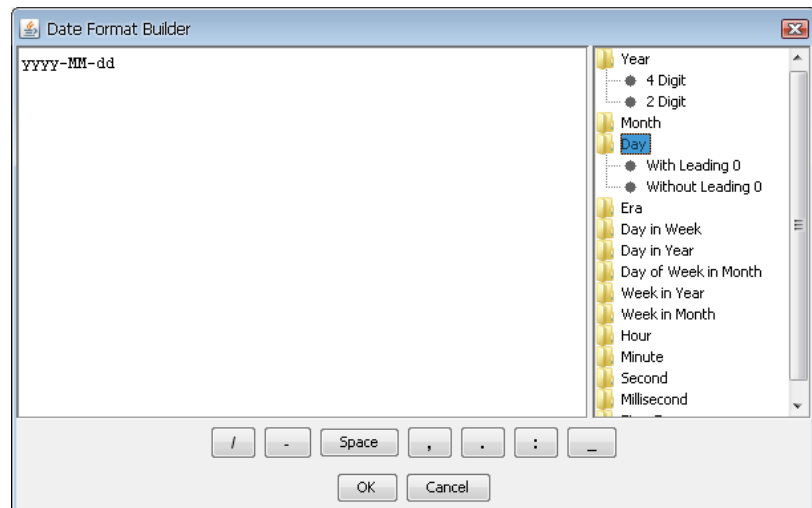 Date Format Builder
yyyy-MM-dd
Year
4 Digit
2 Digit
Month
Day
With Leading 0
Without Leading 0
Era
Day in Week
Day in Year
Day of Week in Month
Week in Year
Week in Month
Hour
Minute
Second
Millisecond
/ - Space , . : _
OK Cancel